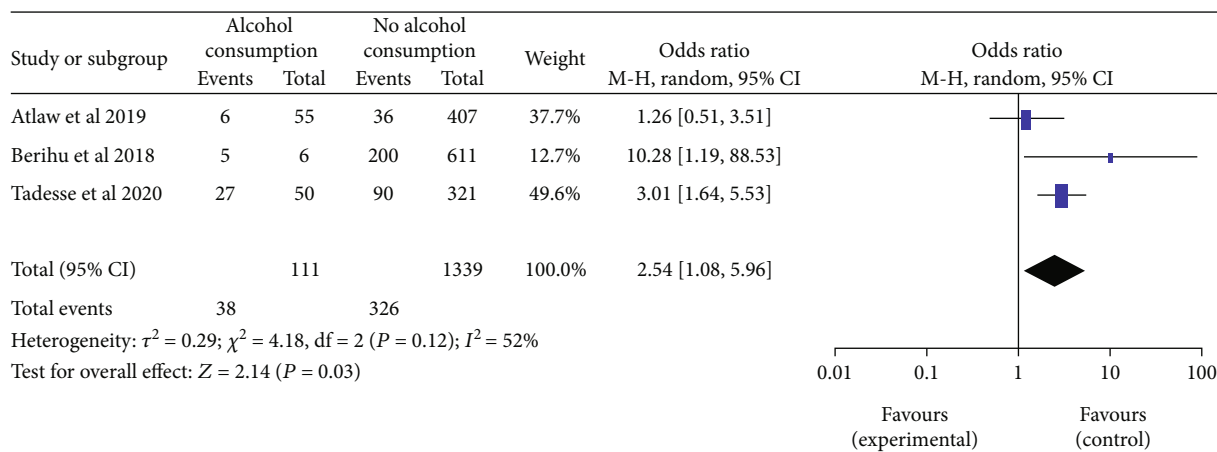 Study or subgroup Alcohol consumption No alcohol consumption Weight Odds ratio M-H, random, 95% CI Odds ratio M-H, random, 95% CI
Events Total Events Total
Atlaw et al 2019 6 55 36 407 37.7% 1.26 [0.51, 3.51]
Berihu et al 2018 5 6 200 611 12.7% 10.28 [1.19, 88.53]
Tadesse et al 2020 27 50 90 321 49.6% 3.01 [1.64, 5.53]
Total (95% CI) 111 1339 100.0% 2.54 [1.08, 5.96]
Total events 38 326
Heterogeneity: τ² = 0.29; χ² = 4.18, df = 2 (P = 0.12); I² = 52%
Test for overall effect: Z = 2.14 (P = 0.03)
0.01 0.1 1 10 100
Favours (experimental) Favours (control)